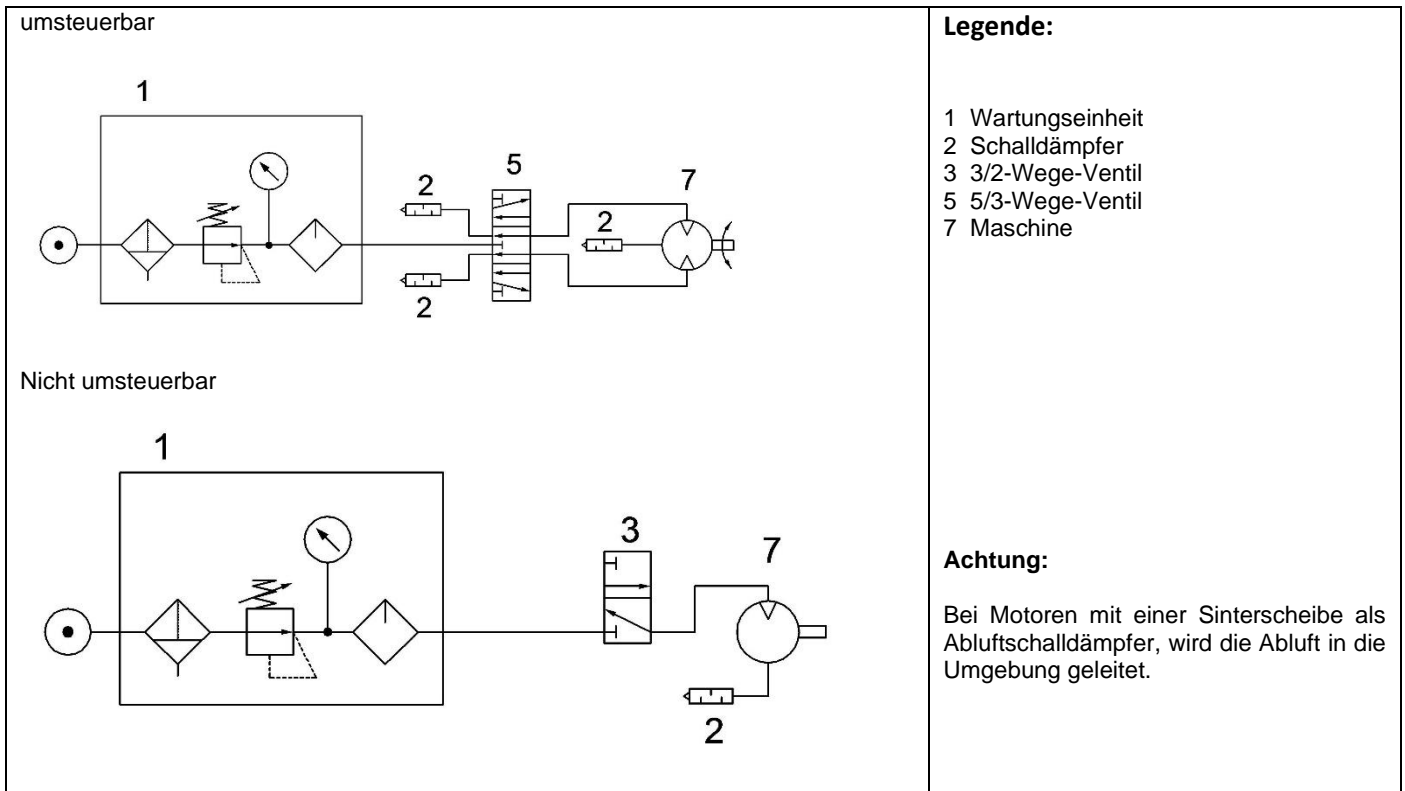 umsteuerbar
1
2
5
7
2
2
Nicht umsteuerbar
1
3
7
2
Legende:
1 Wartungseinheit
2 Schalldämpfer
3 3/2-Wege-Ventil
5 5/3-Wege-Ventil
7 Maschine
Achtung:
Bei Motoren mit einer Sinterscheibe als
Abluftschalldämpfer, wird die Abluft in die
Umgebung geleitet.